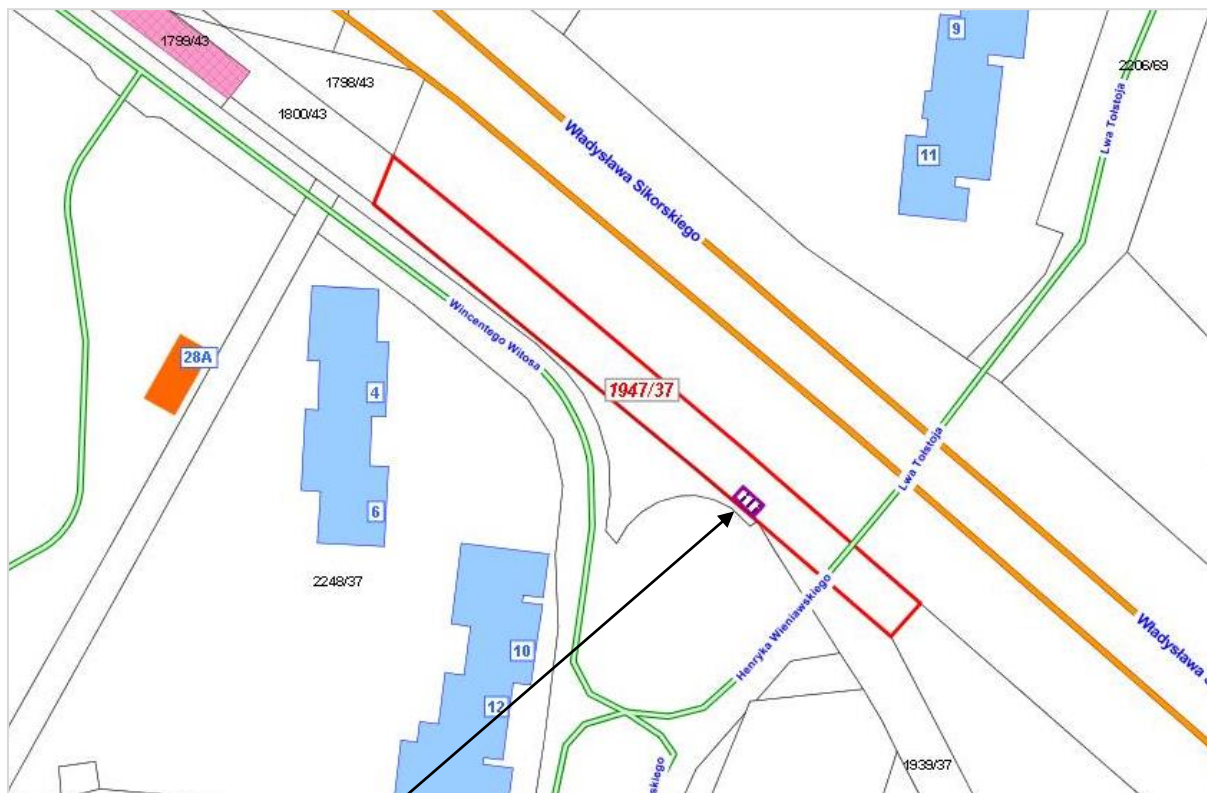 9
1799/43
2206/69
1798/43
1800/43
Władysława Sikorskiego
Lwa Tołstoja
11
Wincentego Witosa
28A
4
1947/37
Lwa Tołstoja
6
2248/37
Henryka Wieniawskiego
10
Władysława S
12
1939/37
skiego